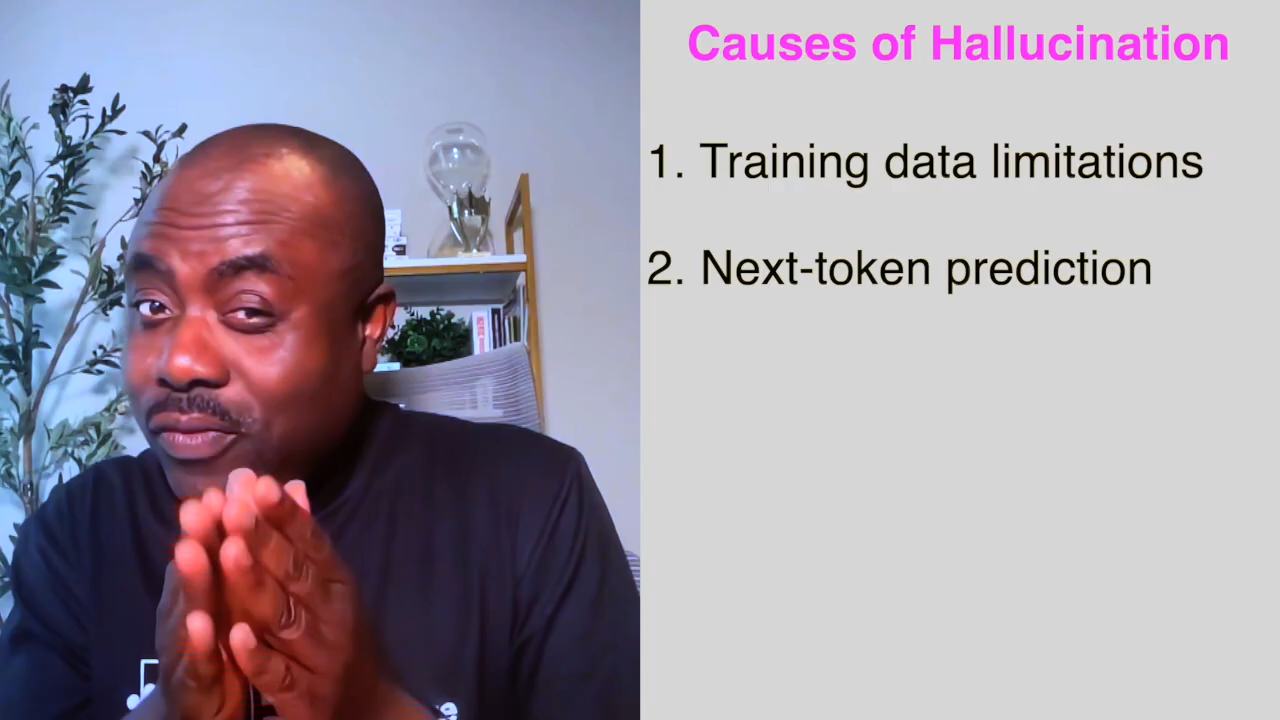 Causes of Hallucination
1. Training data limitations
2. Next-token prediction